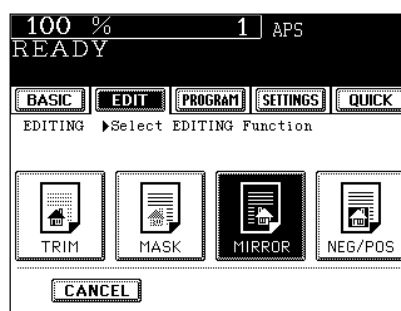 100 % 1 APS
READY
BASIC EDIT PROGRAM SETTINGS QUICK
EDITING ▶Select EDITING Function
TRIM MASK MIRROR NEG/POS
CANCEL